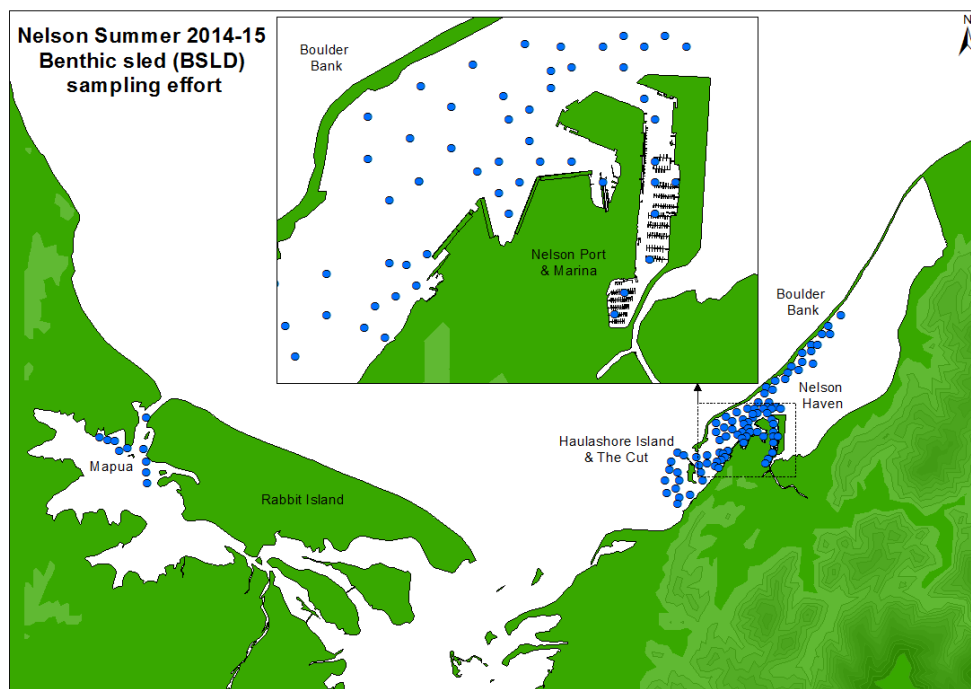 Nelson Summer 2014-15
Benthic sled (BSLD)
sampling effort
Boulder
Bank
N
Nelson Port
& Marina
Boulder
Bank
Nelson
Haven
Haulashore Island
& The Cut
Mapua
Rabbit Island